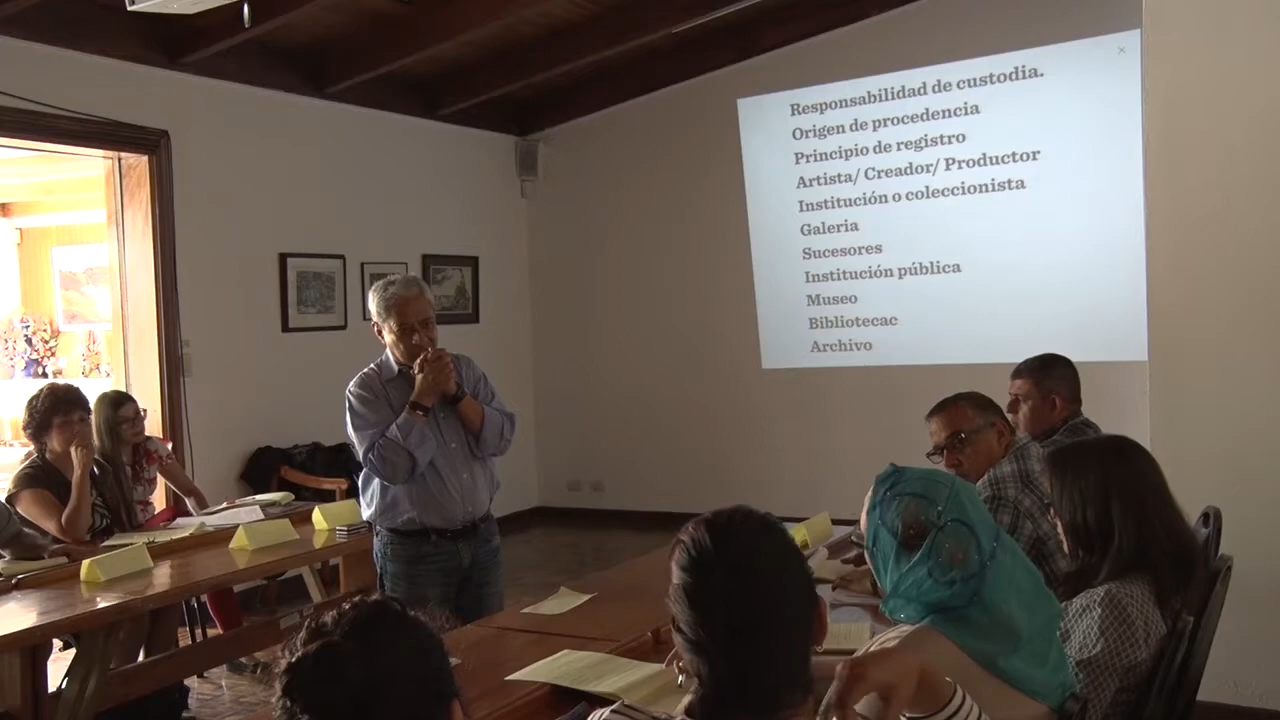 Responsabilidad de custodia.
Origen de procedencia
Principio de registro
Artista/ Creador/ Productor
Institución o coleccionista
Galeria
Sucesores
Institución pública
Museo
Bibliotecac
Archivo